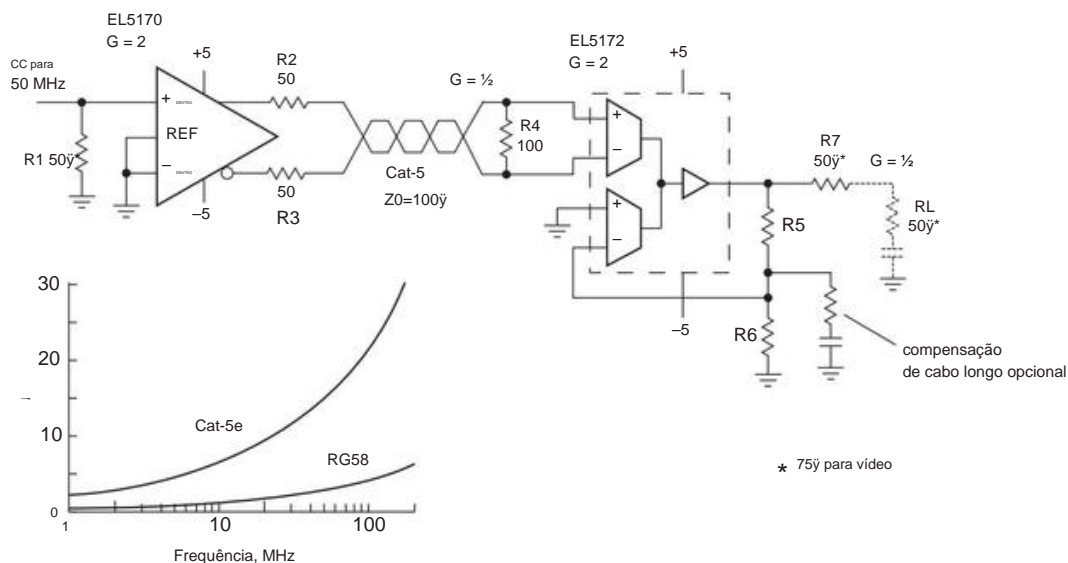 EL5170
G = 2
CC para
50 MHz
+5
R2
50
+
DENTRO
REF
–
DENTRO
R1 50ÿ*
–5
50
R3
Cat-5
Z0=100ÿ
G = ½
R4
100
EL5172
G = 2
+5
+
–
+
–
–5
R5
R6
R7
50ÿ*
G = ½
RL
50ÿ*
compensação
de cabo longo opcional
* 75ÿ para vídeo
30
20
10
0
1
10
100
Cat-5e
RG58
Frequência, MHz